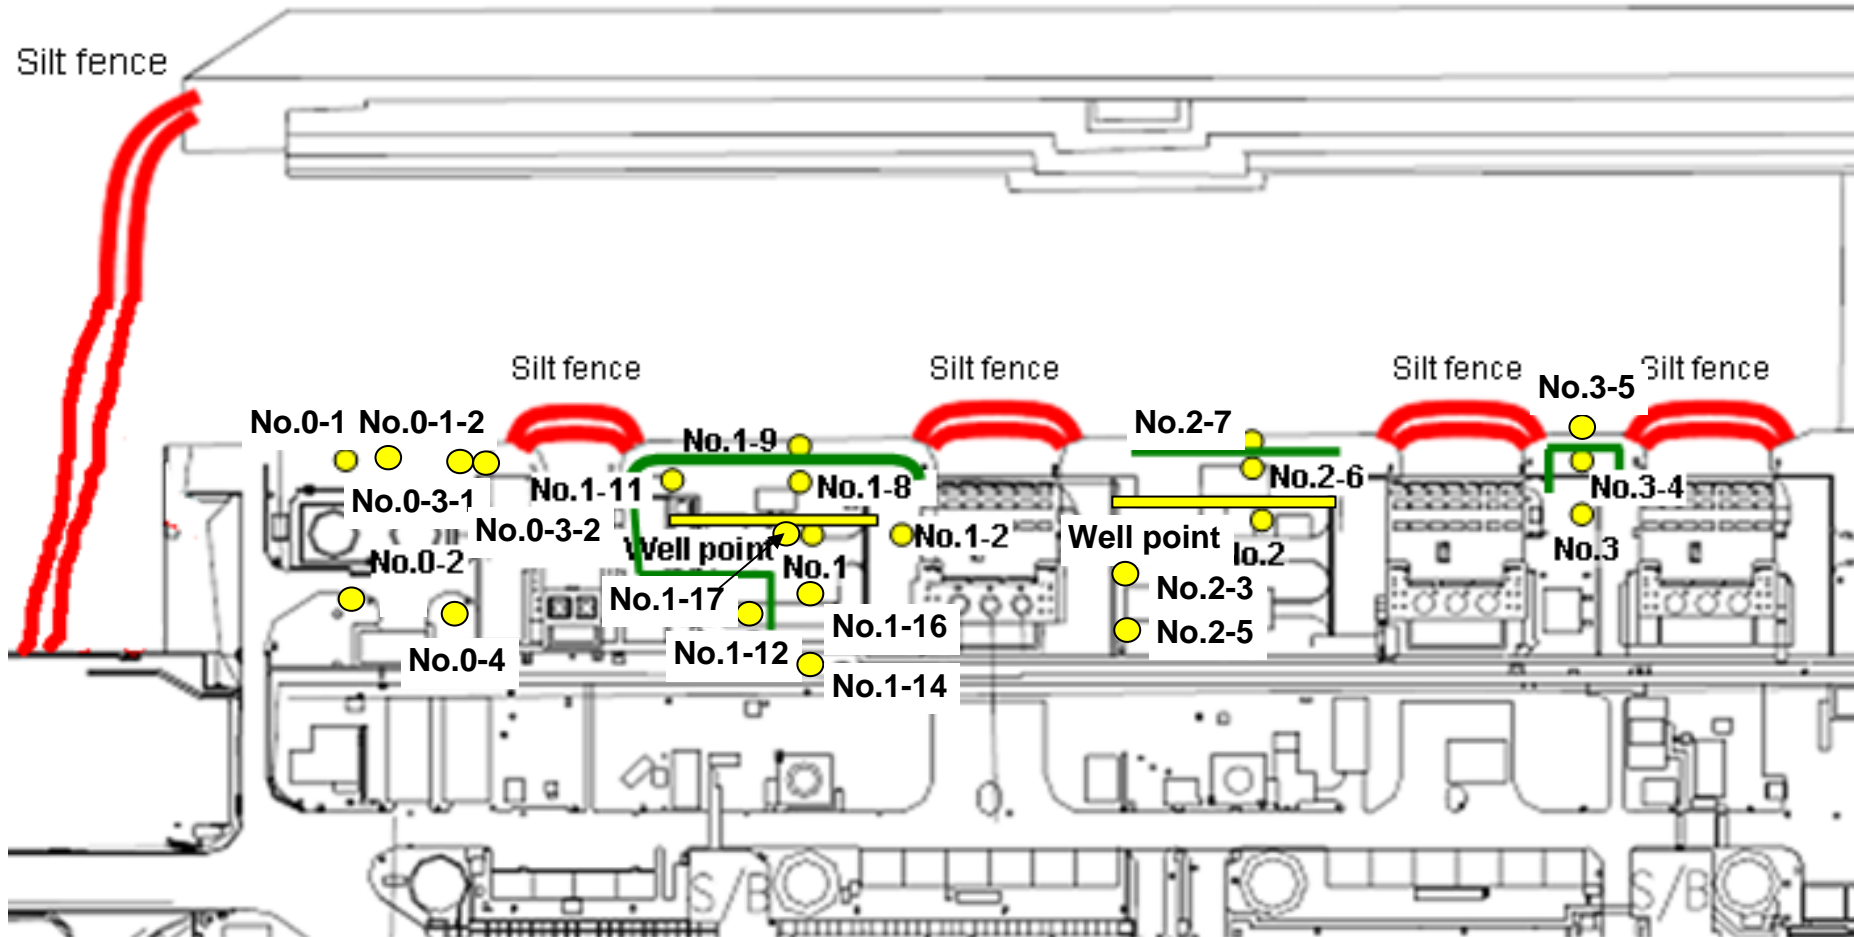 Silt fence
Silt fence
Silt fence
Silt fence
Silt fence
No.3-5
No.0-1
No.0-1-2
No.2-7
No.1-9
No.2-6
No.1-11
No.1-8
No.3-4
No.0-3-1
No.0-3-2
No.1-2
Well point
Well point
No.2
No.3
No.0-2
No.1
No.2-3
No.1-17
No.1-16
No.2-5
No.1-12
No.0-4
No.1-14
S/B
S/B